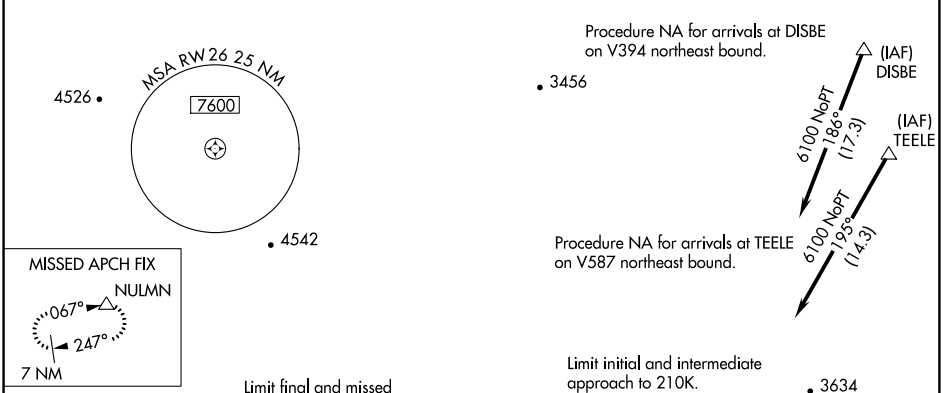 Procedure NA for arrivals at DISBE
on V394 northeast bound.
(IAF)
DISBE
MSA RW26 25 NM
4526
7600
3456
6100 NoPT
186°
(17.3)
(IAF)
TEELE
6100 NoPT
195°
(14.3)
4542
Procedure NA for arrivals at TEELE
on V587 northeast bound.
MISSED APCH FIX
NULMN
067°
247°
7 NM
Limit initial and intermediate
approach to 210K.
3634
Limit final and missed